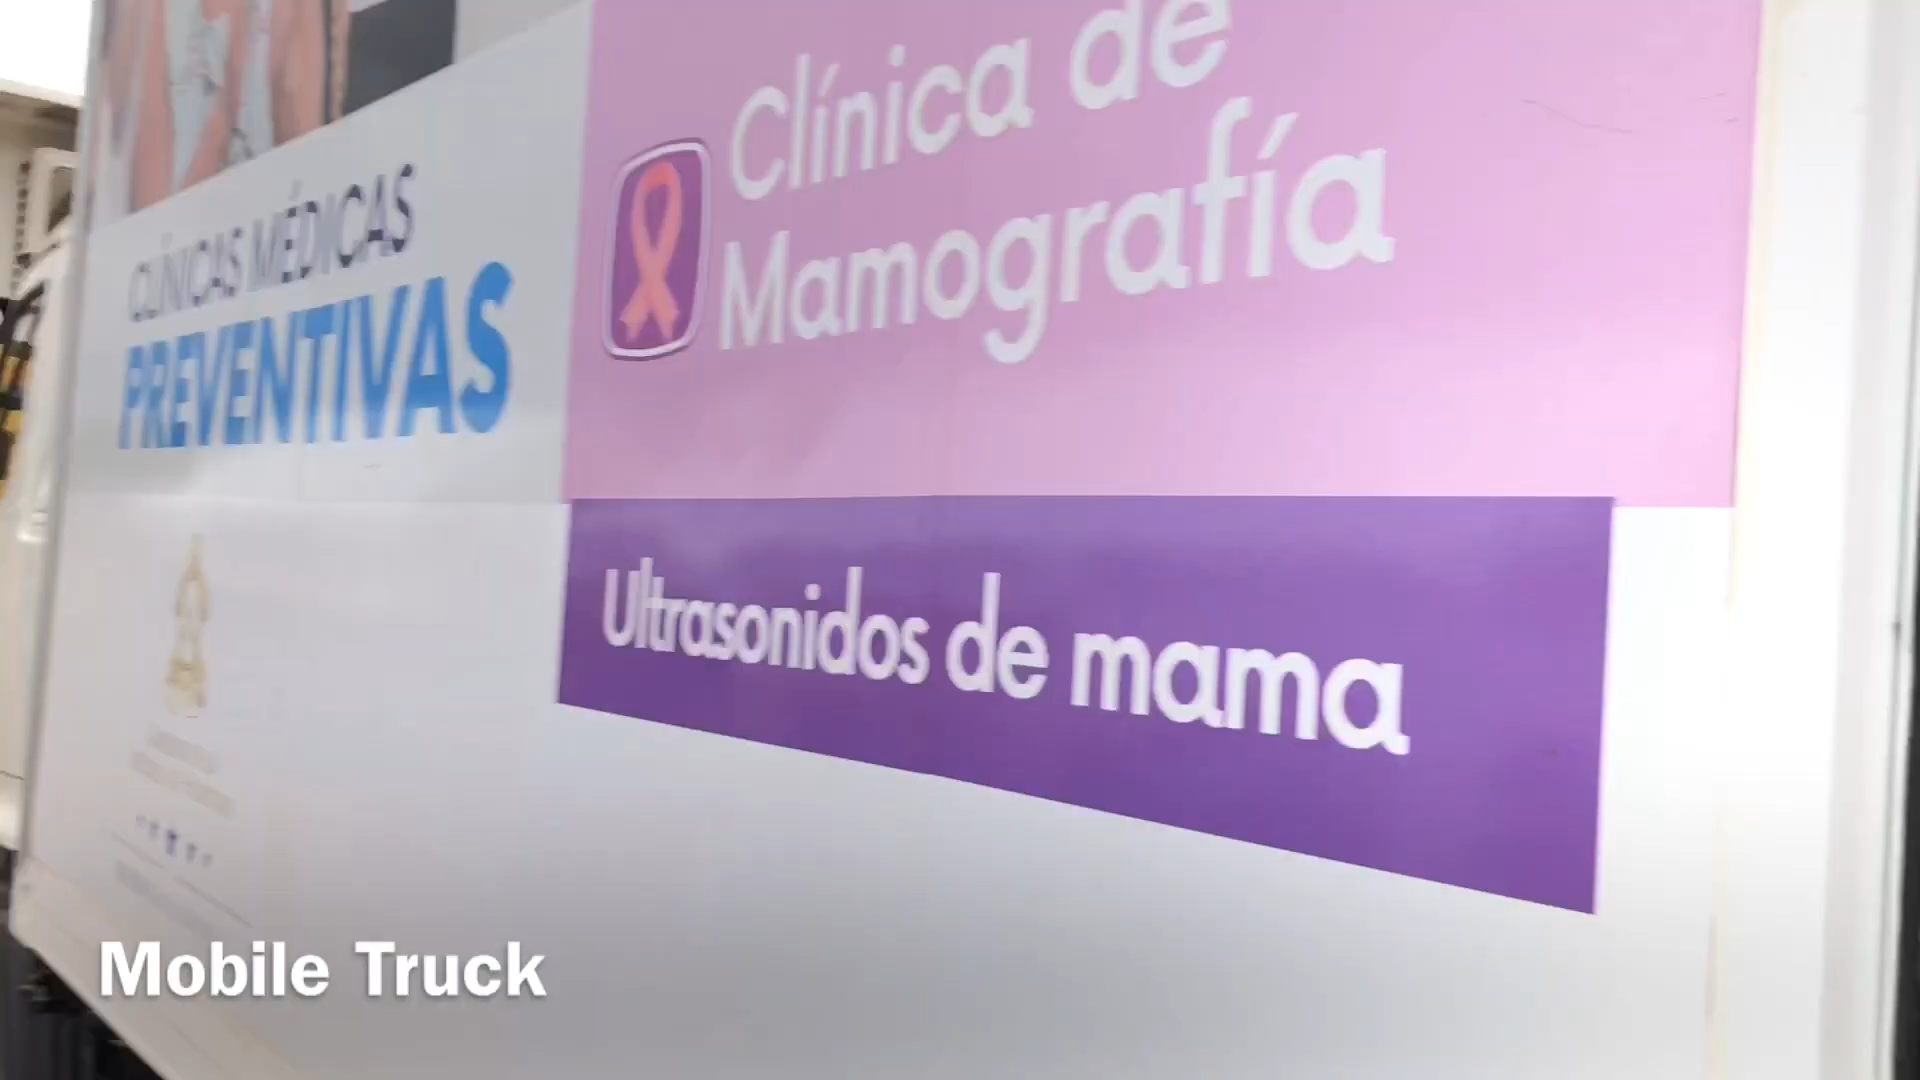 CLÍNICAS MÉDICAS
PREVENTIVAS
Clínica de
Mamografía
Ultrasonidos de mama
Mobile Truck